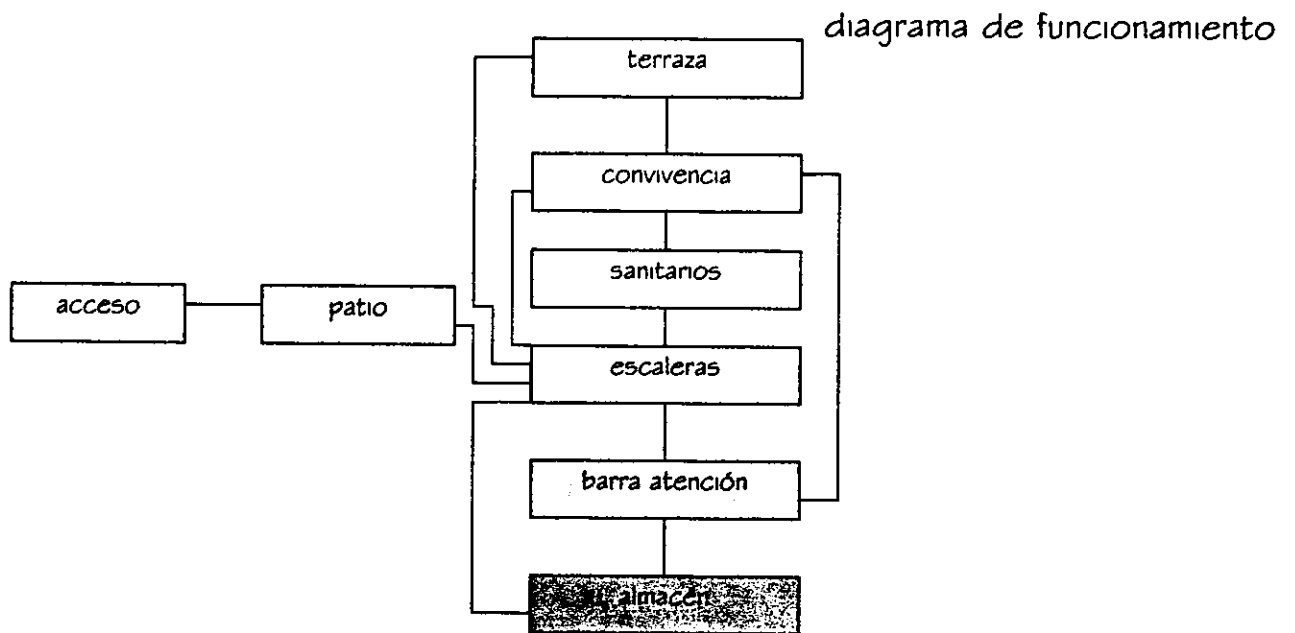 diagrama de funcionamiento
terraza
convivencia
sanitarios
acceso
patio
escaleras
barra atención
almacén